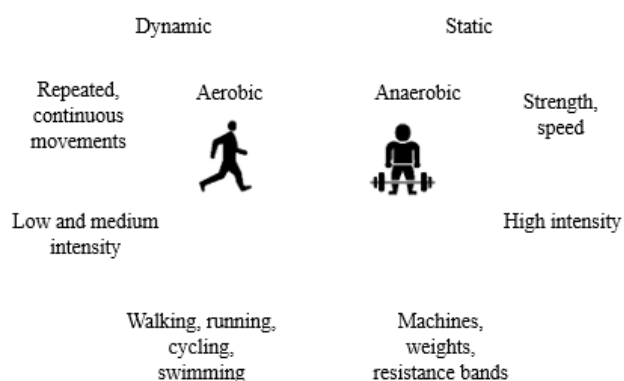 Dynamic
Static
Repeated,
continuous
movements
Aerobic
Anaerobic
Strength,
speed
Low and medium
intensity
High intensity
Walking, running,
cycling,
swimming
Machines,
weights,
resistance bands